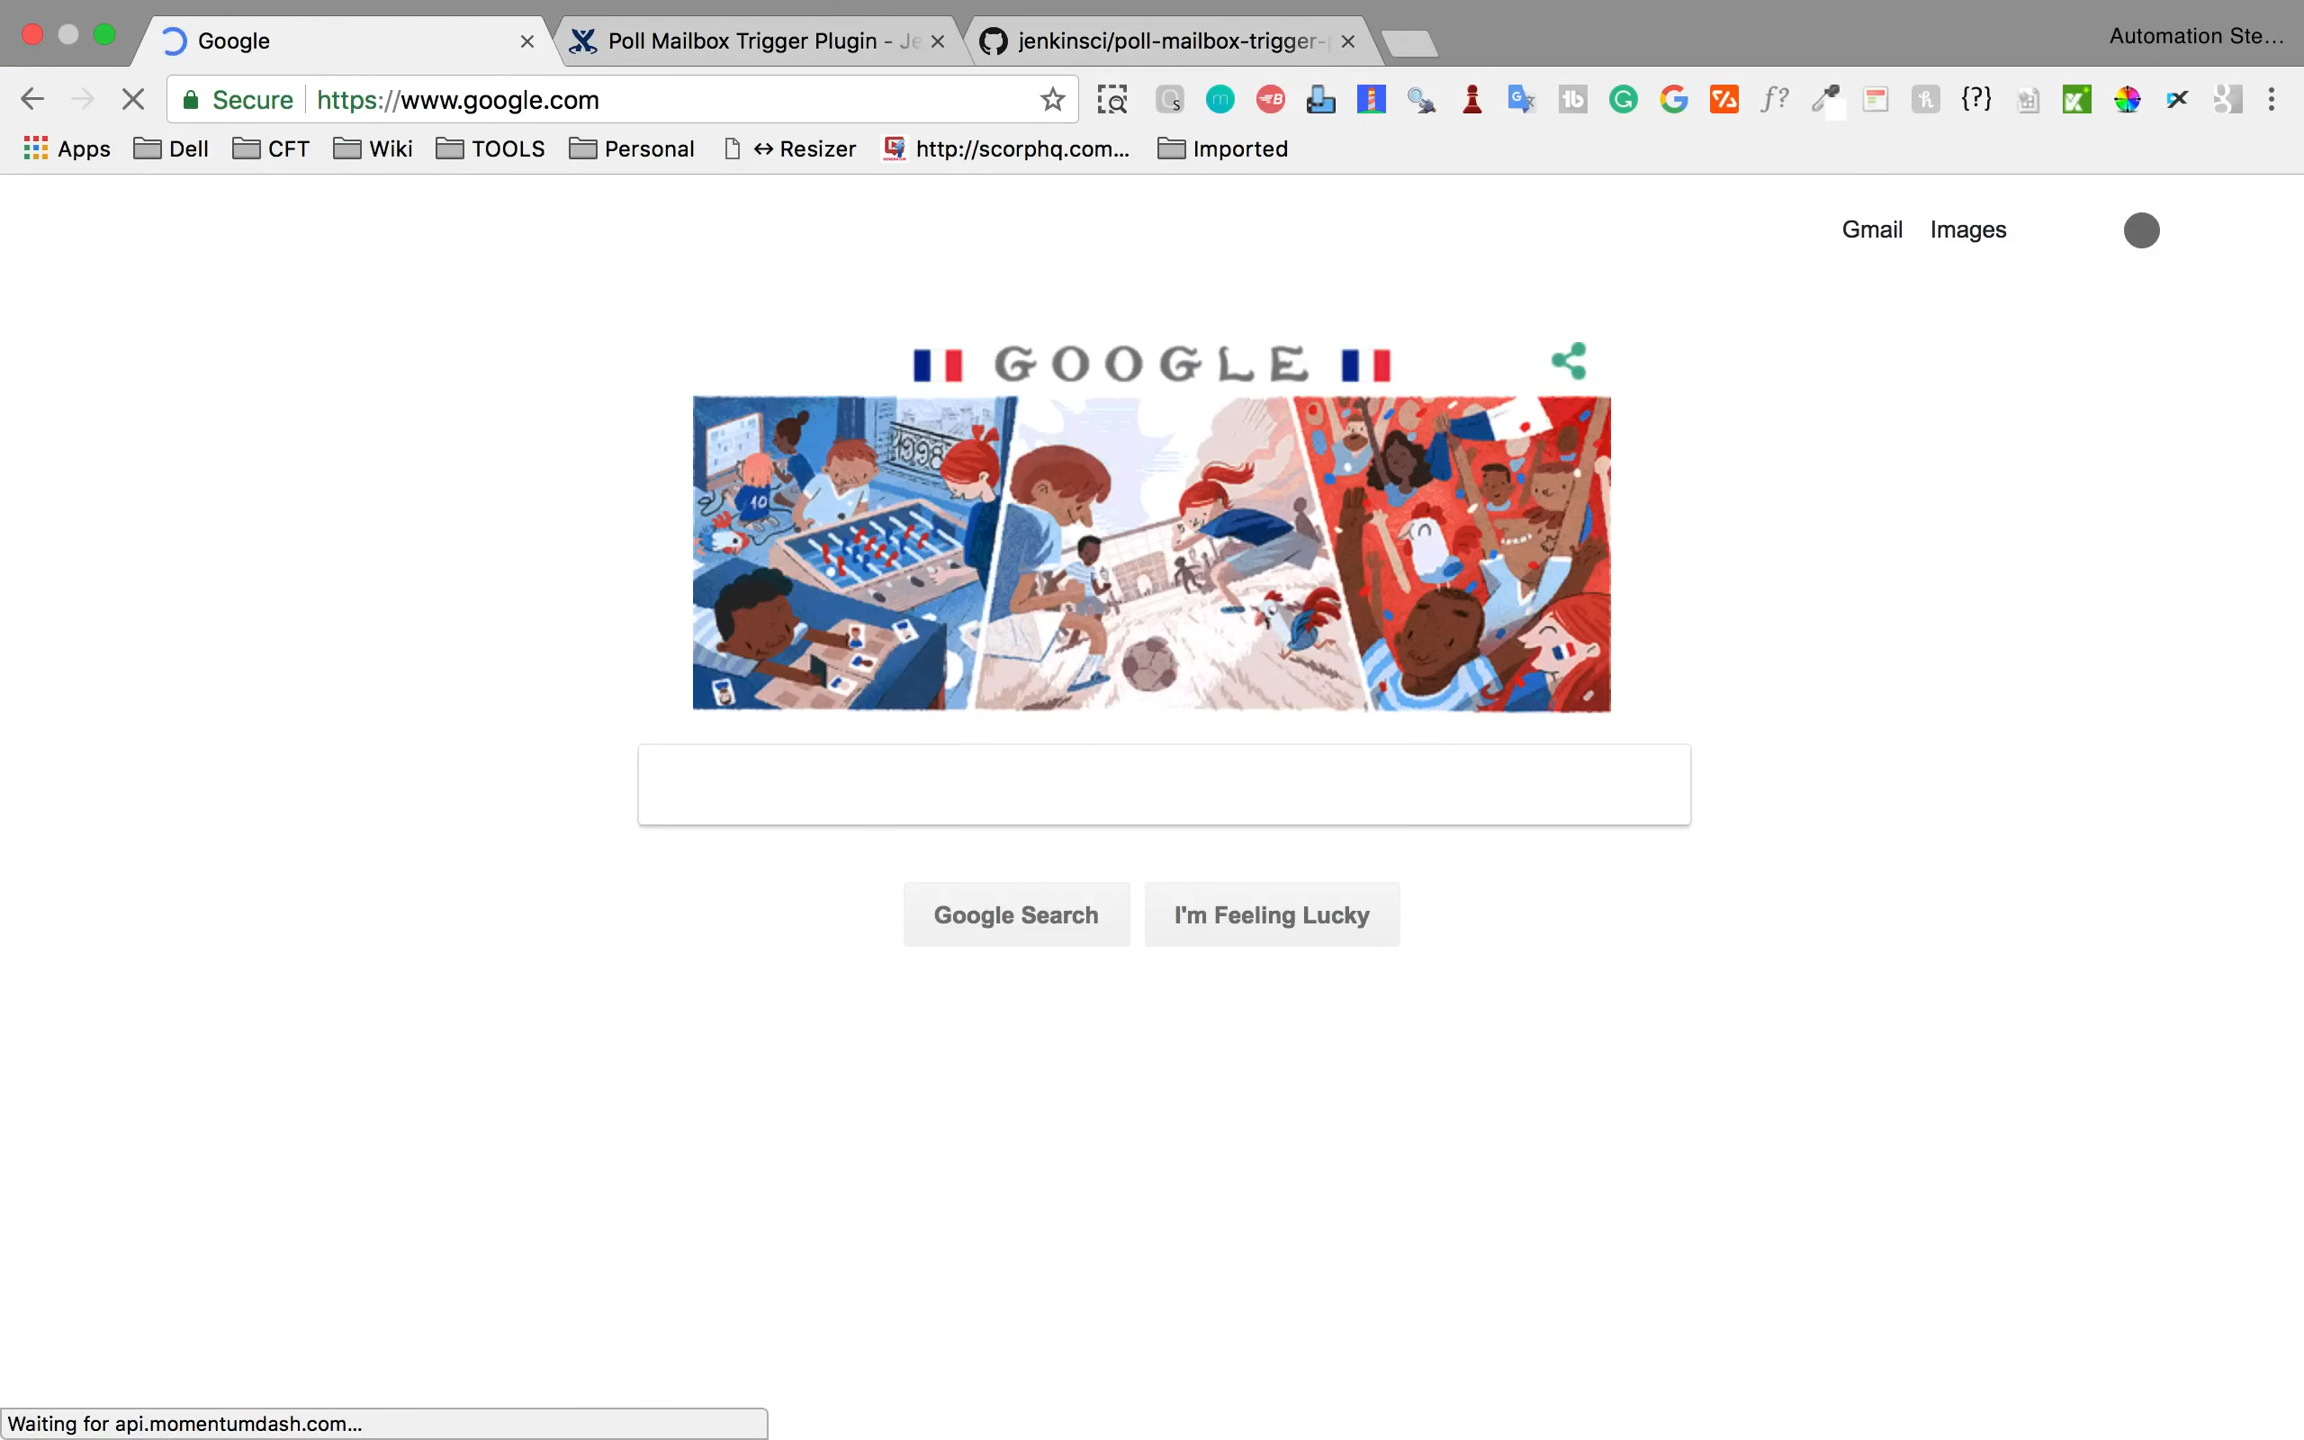 Google
Poll Mailbox Trigger Plugin - Je
jenkinsci/poll-mailbox-trigger-
Automation Ste...
Secure
https://www.google.com
Apps
Dell
CFT
Wiki
TOOLS
Personal
↔ Resizer
http://scorphq.com...
Imported
Gmail
Images
GOOGLE
1998
10
Google Search
I'm Feeling Lucky
Waiting for api.momentumdash.com...